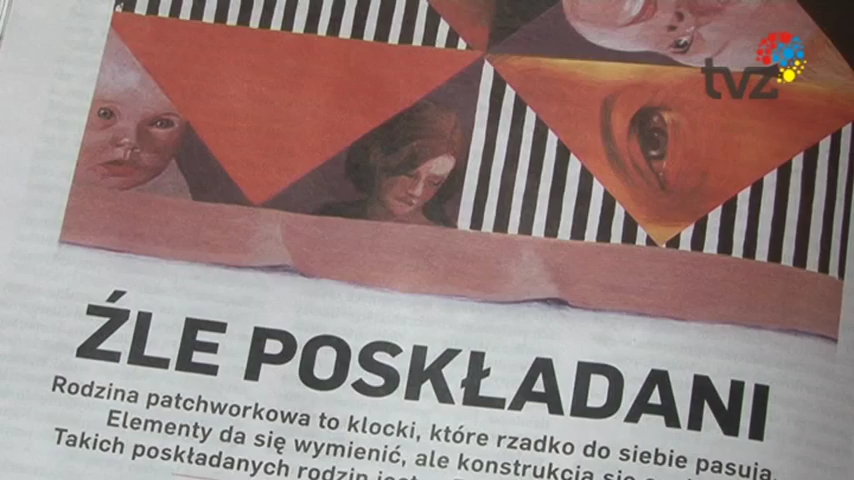 tvz
ŹLE POSKŁADANI
Rodzina patchworkowa to klocki, które rzadko do siebie pasują.
Elementy da się wymienić, ale konstrukcja się
Takich poskładanych rodzin jest